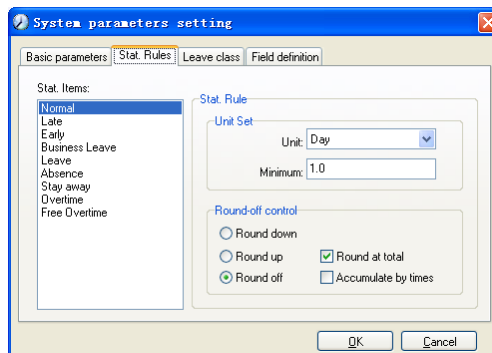 System parameters setting
Basic parameters Stat. Rules Leave class Field definition
Stat. Items:
Normal
Late
Early
Business Leave
Leave
Absence
Stay away
Overtime
Free Overtime
Stat. Rule
Unit Set
Unit: Day
Minimum: 1.0
Round-off control
Round down
Round up Round at total
Round off Accumulate by times
OK Cancel